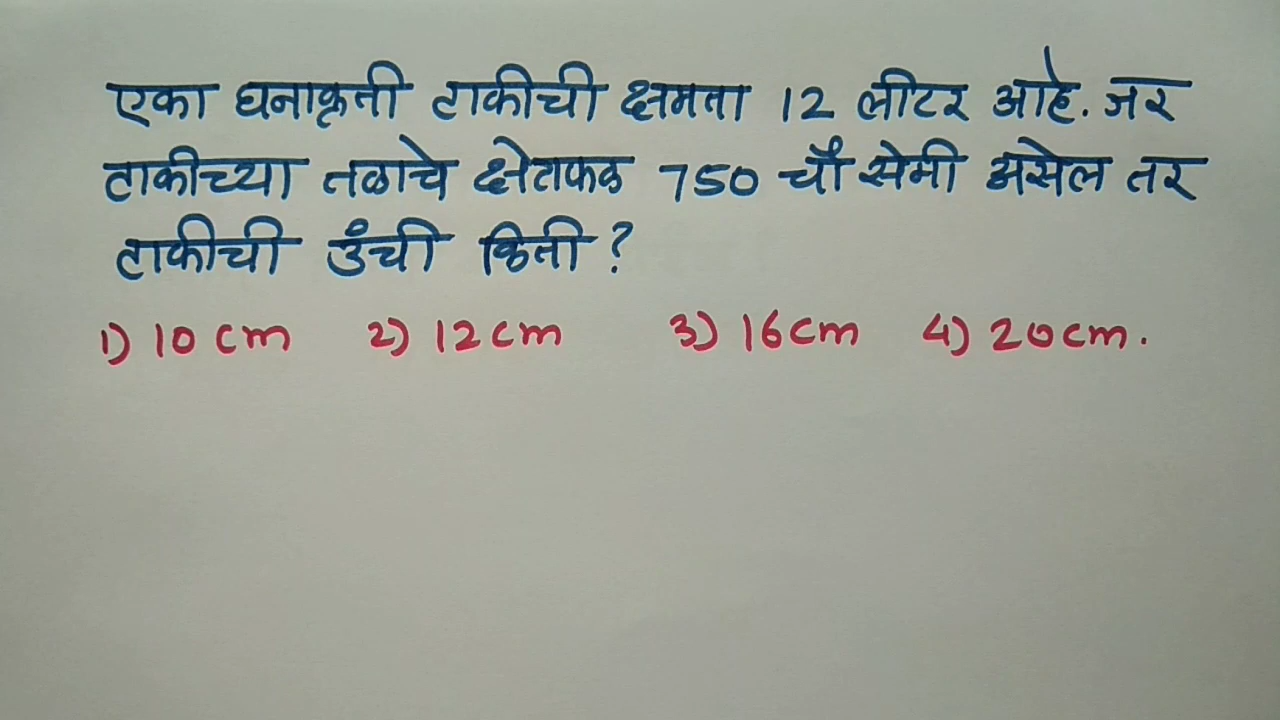 एका घनाकृती टाकीची क्षमता 12 लीटर आहे. जर
टाकीच्या तळाचे क्षेत्रफळ 750 चौ सेमी असेल तर
टाकीची उंची किती ?
1) 10 cm 2) 12 cm 3) 16 cm 4) 20 cm.